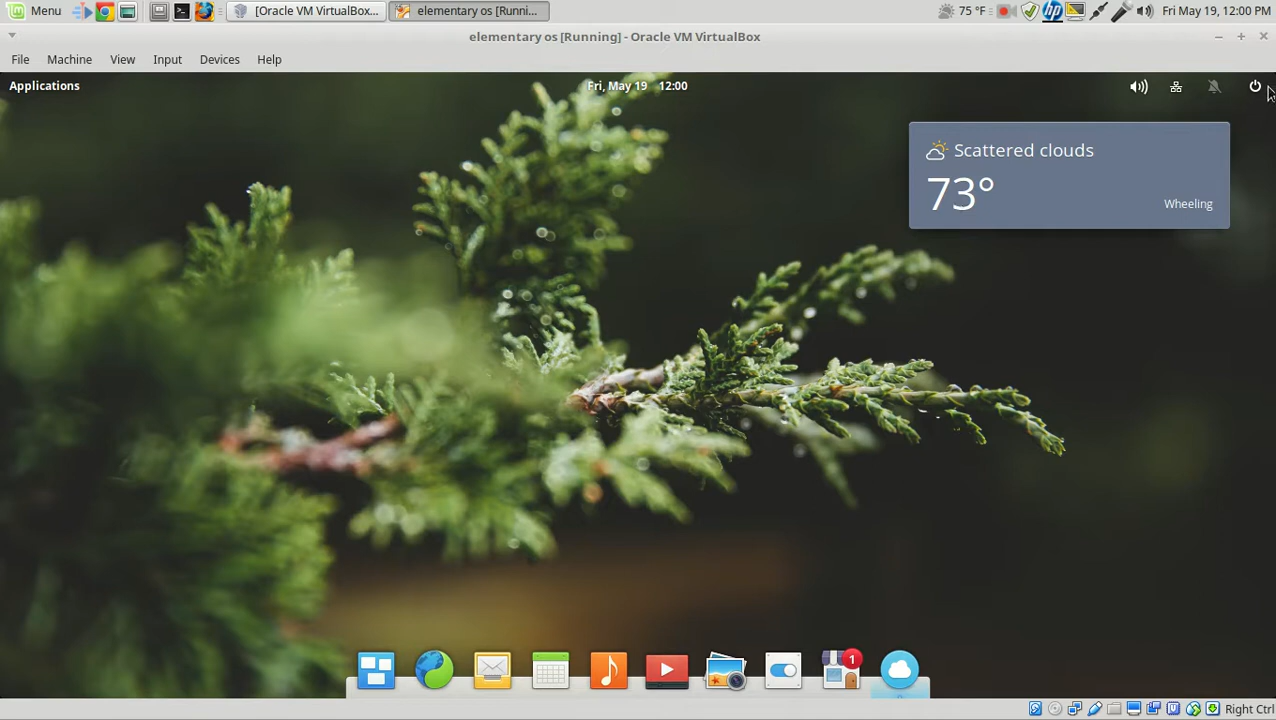 Menu [Oracle VM VirtualBox... elementary os [Runni... 75 °F Fri May 19, 12:00 PM
elementary os [Running] - Oracle VM VirtualBox
File Machine View Input Devices Help
Applications Fri, May 19 12:00
Scattered clouds
73°
Wheeling
1
Right Ctrl